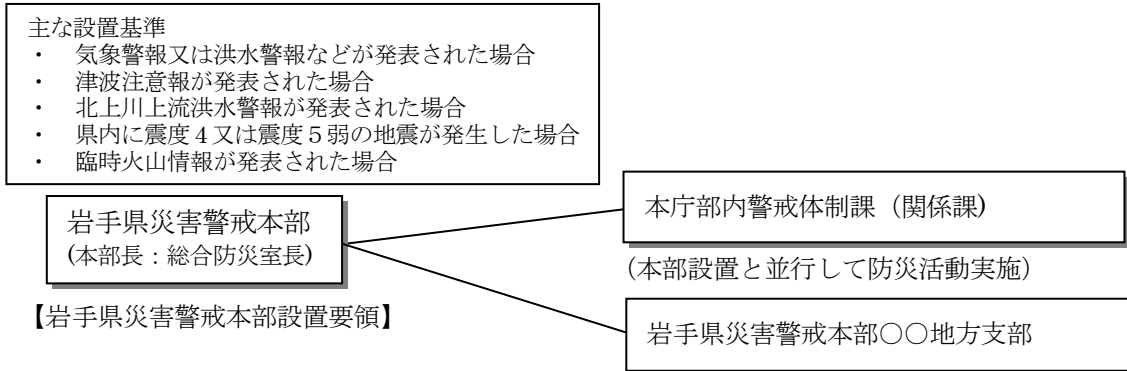 主な設置基準
・ 気象警報又は洪水警報などが発表された場合
・ 津波注意報が発表された場合
・ 北上川上流洪水警報が発表された場合
・ 県内に震度４又は震度５弱の地震が発生した場合
・ 臨時火山情報が発表された場合
岩手県災害警戒本部
(本部長：総合防災室長)
【岩手県災害警戒本部設置要領】
本庁部内警戒体制課（関係課)
(本部設置と並行して防災活動実施)
岩手県災害警戒本部○○地方支部